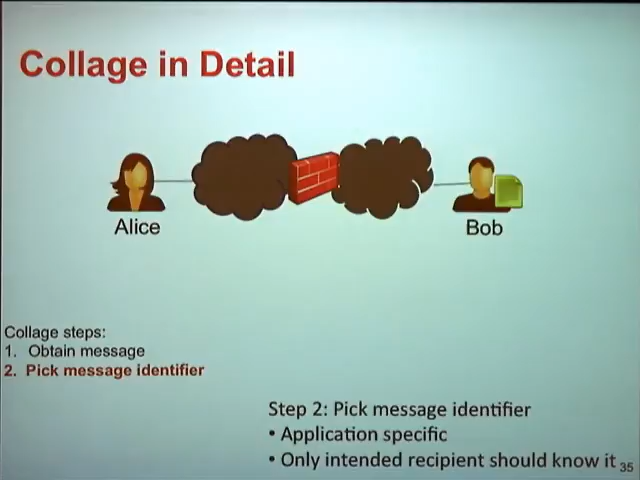 Collage in Detail
Alice
Bob
Collage steps:
1. Obtain message
2. Pick message identifier
Step 2: Pick message identifier
• Application specific
• Only intended recipient should know it
35